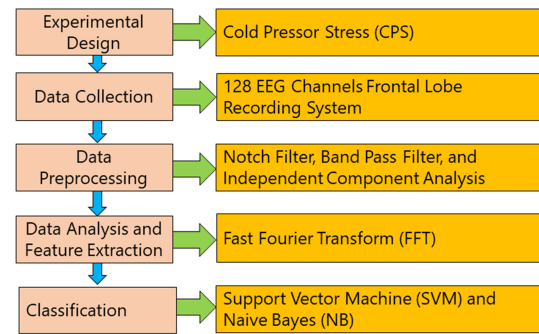 Experimental
Design
Cold Pressor Stress (CPS)
Data Collection
128 EEG Channels Frontal Lobe
Recording System
Data
Preprocessing
Notch Filter, Band Pass Filter, and
Independent Component Analysis
Data Analysis and
Feature Extraction
Fast Fourier Transform (FFT)
Classification
Support Vector Machine (SVM) and
Naive Bayes (NB)